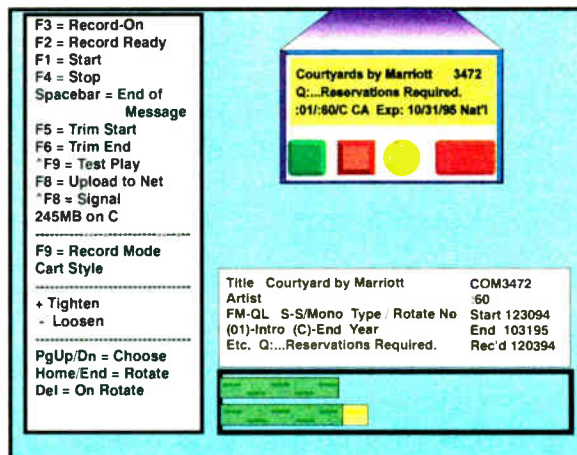 F3 = Record-On
F2 = Record Ready
F1 = Start
F4 = Stop
Spacebar = End of
Message
F5 = Trim Start
F6 = Trim End
^F9 = Test Play
F8 = Upload to Net
^F8 = Signal
245MB on C
F9 = Record Mode
Cart Style
+ Tighten
- Loosen
PgUp/Dn = Choose
Home/End = Rotate
Del = On Rotate
Courtyards by Marriott 3472
Q:...Reservations Required.
:01/:60/C CA Exp: 10/31/95 Nat'l
Title Courtyard by Marriott COM3472
Artist :60
FM-QL S-S/Mono Type / Rotate No Start 123094
(01)-Intro (C)-End Year End 103195
Etc. Q:...Reservations Required. Rec'd 120394